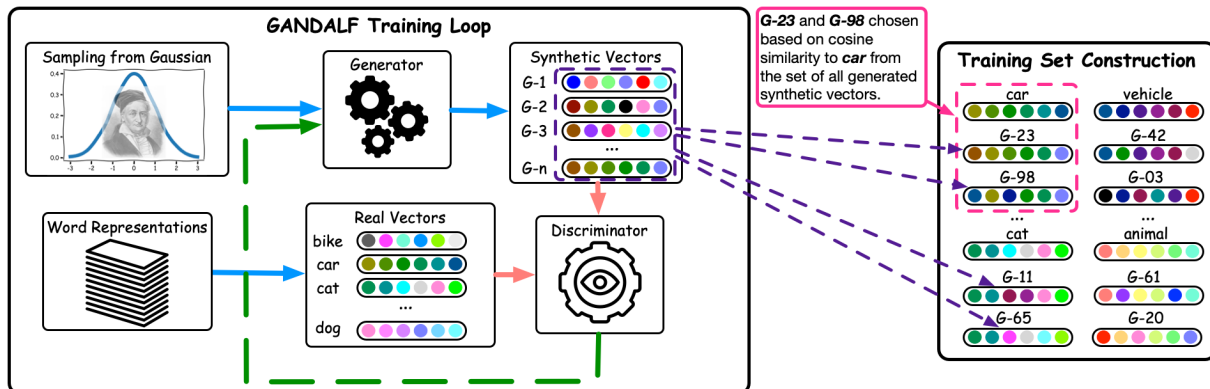 GANDALF Training Loop
Sampling from Gaussian
0.4
0.3
0.2
0.1
0.0
-3 -2 -1 0 1 2 3
Generator
Synthetic Vectors
G-1
G-2
G-3
...
G-n
Word Representations
Real Vectors
bike
car
cat
...
dog
Discriminator
G-23 and G-98 chosen
based on cosine
similarity to car from
the set of all generated
synthetic vectors.
Training Set Construction
car vehicle
G-23 G-42
G-98 G-03
... ...
cat animal
G-11 G-61
G-65 G-20